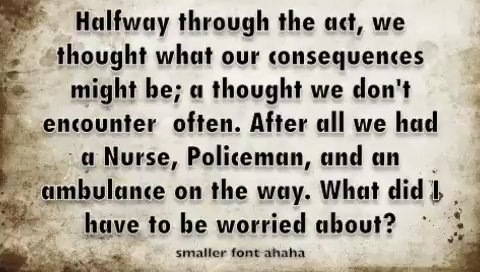 Halfway through the act, we
thought what our consequences
might be; a thought we don't
encounter often. After all we had
a Nurse, Policeman, and an
ambulance on the way. What did I
have to be worried about?
smaller font ahaha